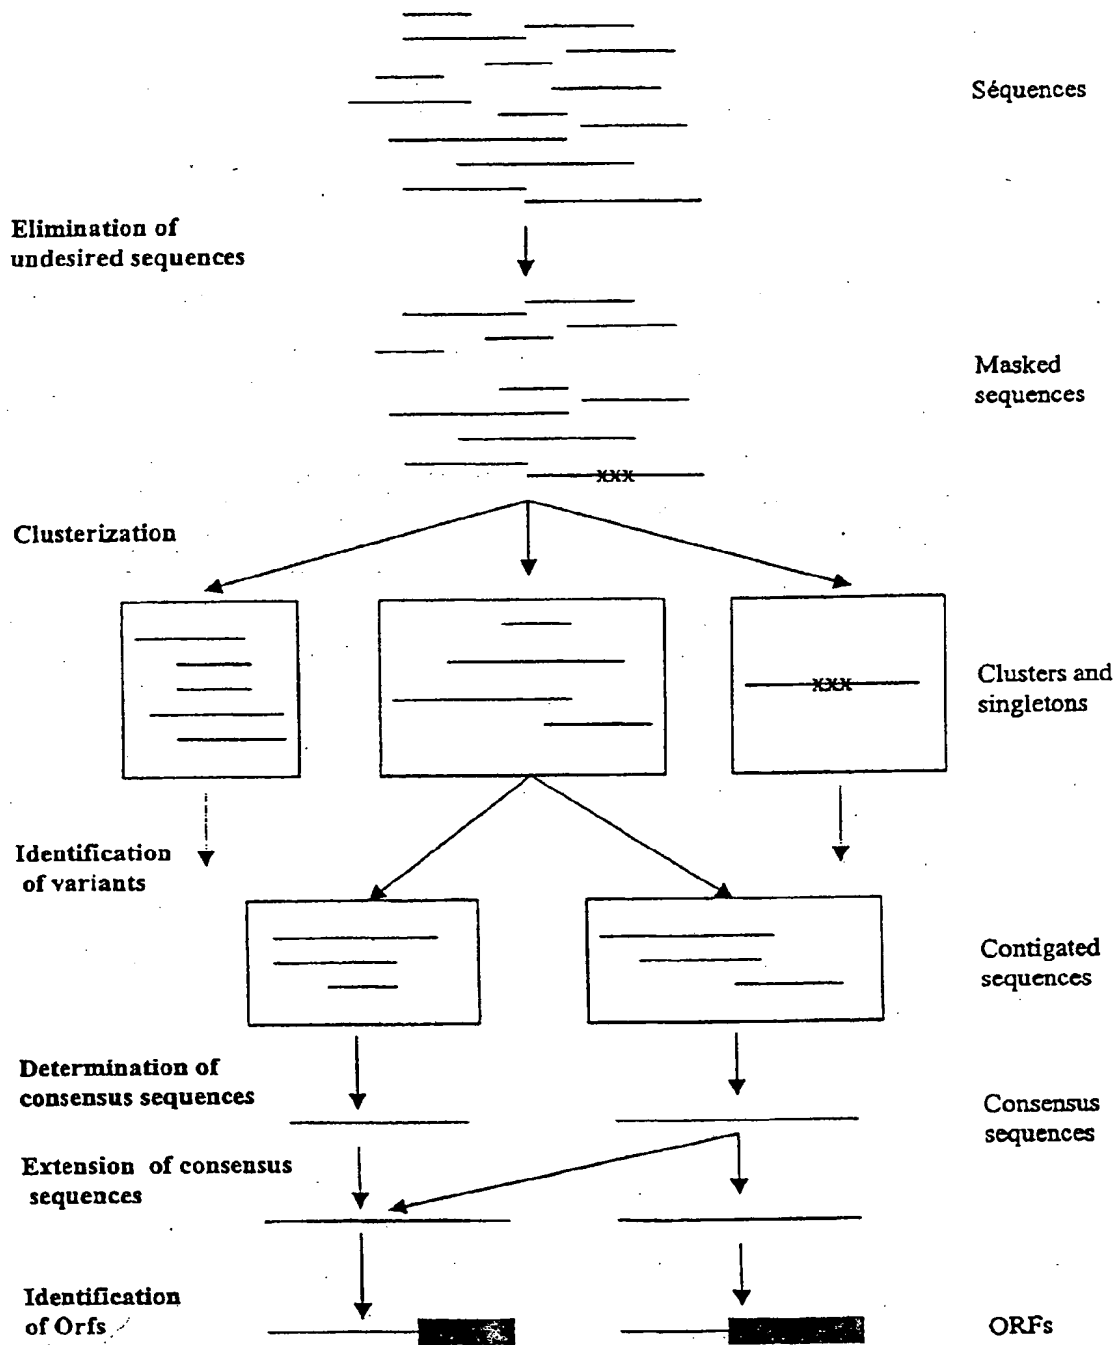 Séquences
Elimination of
undesired sequences
Masked
sequences
xxx
Clusterization
xxx
Clusters and
singletons
Identification
of variants
Contigated
sequences
Determination of
consensus sequences
Consensus
sequences
Extension of consensus
sequences
Identification
of Orfs
ORFs